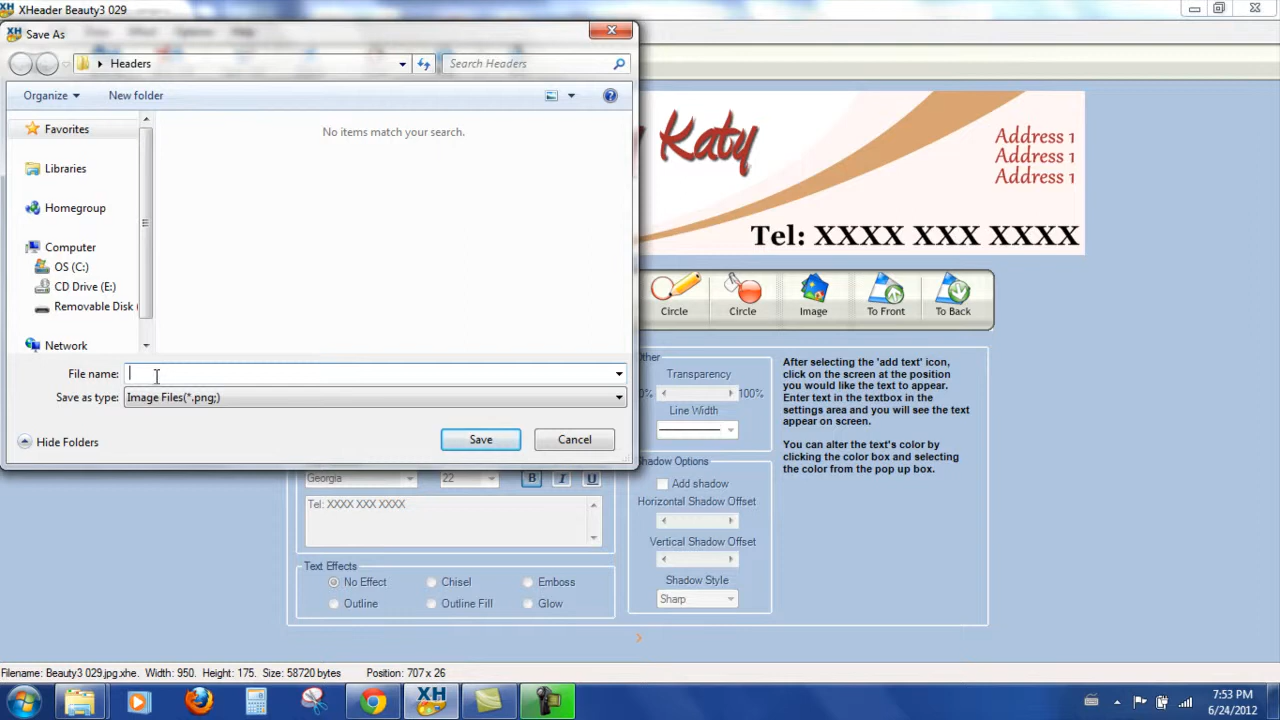 XHeader Beauty3 029
Save As
Headers
Search Headers
Organize
New folder
Favorites
Libraries
Homegroup
Computer
OS (C:)
CD Drive (E:)
Removable Disk (
Network
No items match your search.
File name:
Save as type: Image Files(*.png;)
Hide Folders
Save
Cancel
Katy
Address 1
Address 1
Address 1
Tel: XXXX XXX XXXX
Circle
Circle
Image
To Front
To Back
Other
Transparency
0% 100%
Line Width
Shadow Options
Add shadow
Horizontal Shadow Offset
Vertical Shadow Offset
Shadow Style
Sharp
After selecting the 'add text' icon,
click on the screen at the position
you would like the text to appear.
Enter text in the textbox in the
settings area and you will see the text
appear on screen.
You can alter the text's color by
clicking the color box and selecting
the color from the pop up box.
Georgia 22 B I U
Tel: XXXX XXX XXXX
Text Effects
No Effect Chisel Emboss
Outline Outline Fill Glow
Filename: Beauty3 029.jpg.xhe. Width: 950. Height: 175. Size: 58720 bytes Position: 707 x 26
XH
7:53 PM
6/24/2012